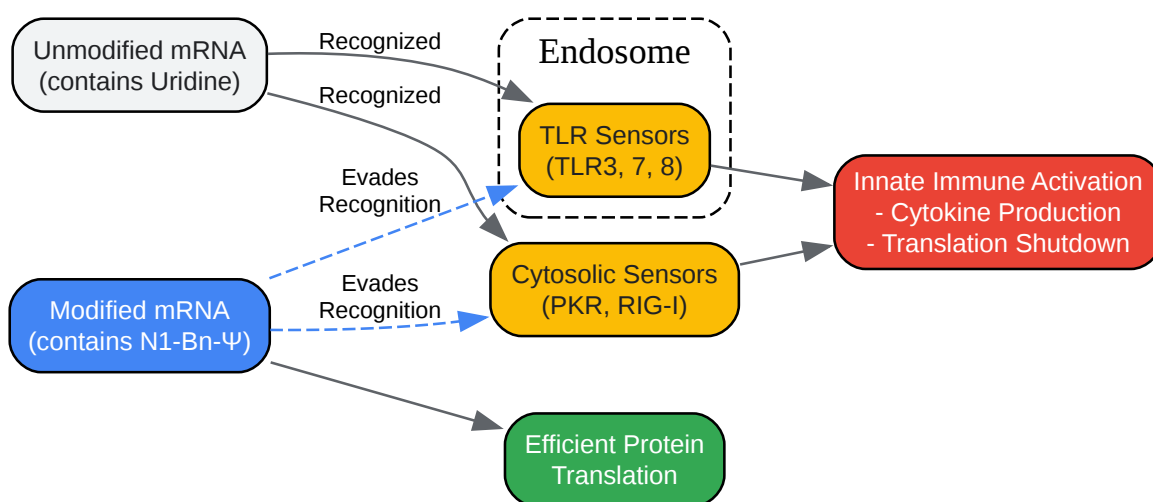 Unmodified mRNA
(contains Uridine)
Recognized
Recognized
Endosome
TLR Sensors
(TLR3, 7, 8)
Innate Immune Activation
- Cytokine Production
- Translation Shutdown
Evades
Recognition
Cytosolic Sensors
(PKR, RIG-I)
Modified mRNA
(contains N1-Bn-Ψ)
Evades
Recognition
Efficient Protein
Translation